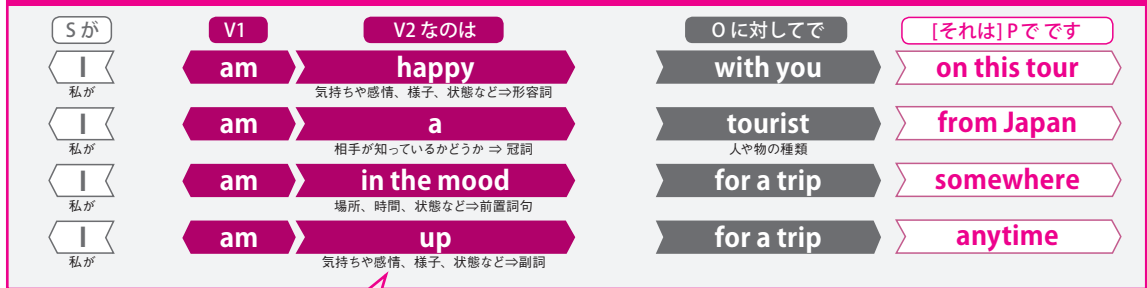 Sが V1 V2なのは Oに対してで [それは]Pで です
I am happy with you on this tour
私が 気持ちや感情、様子、状態など⇒形容詞
I am a tourist from Japan
私が 相手が知っているかどうか ⇒ 冠詞 人や物の種類
I am in the mood for a trip somewhere
私が 場所、時間、状態など⇒前置詞句
I am up for a trip anytime
私が 気持ちや感情、様子、状態など⇒副詞